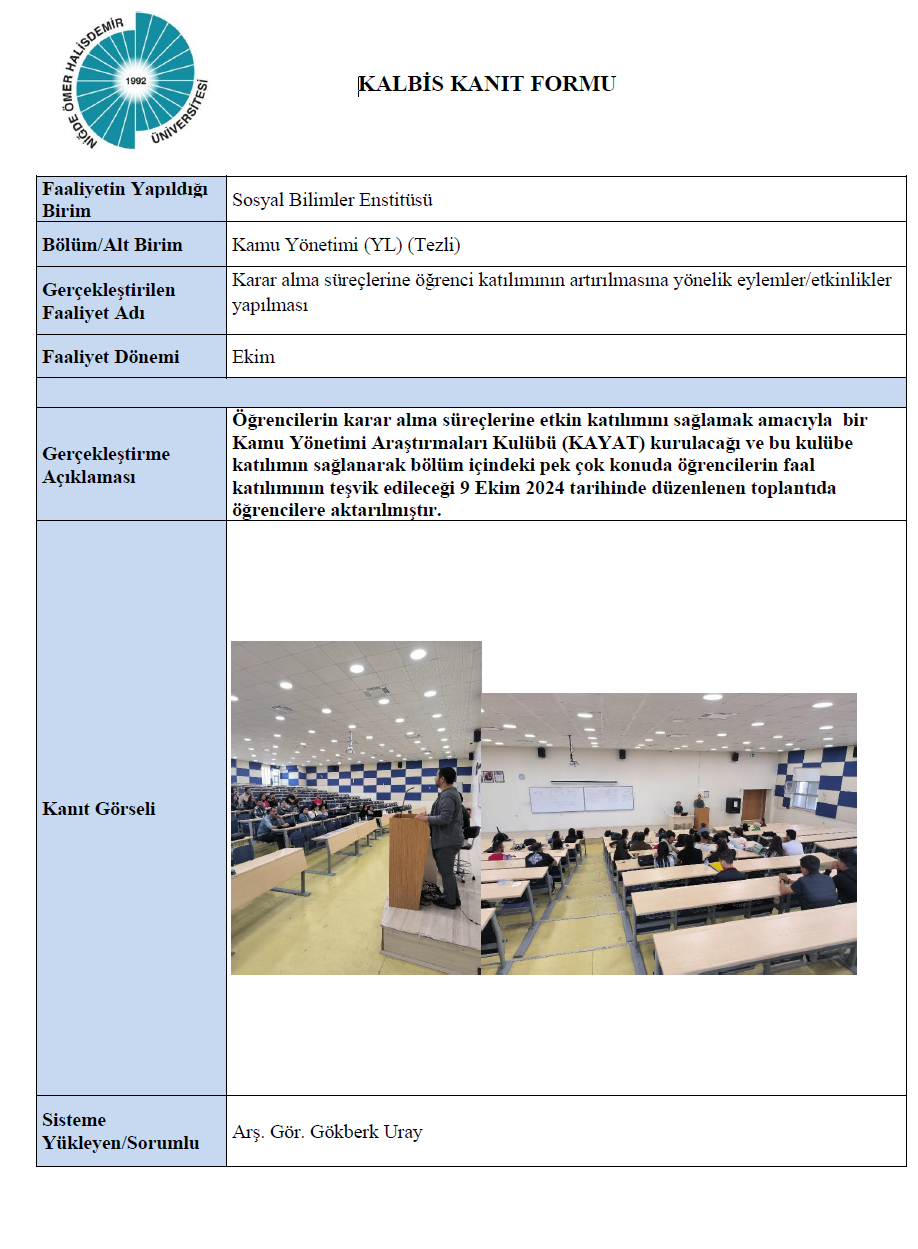 NİĞDE ÖMER HALİSDEMİR
ÜNİVERSİTESİ
1992
KALBİS KANIT FORMU
Faaliyetin Yapıldığı
Birim
Sosyal Bilimler Enstitüsü
Bölüm/Alt Birim
Kamu Yönetimi (YL) (Tezli)
Gerçekleştirilen
Faaliyet Adı
Karar alma süreçlerine öğrenci katılımının artırılmasına yönelik eylemler/etkinlikler
yapılması
Faaliyet Dönemi
Ekim
Gerçekleştirme
Açıklaması
Öğrencilerin karar alma süreçlerine etkin katılımını sağlamak amacıyla  bir
Kamu Yönetimi Araştırmaları Kulübü (KAYAT) kurulacağı ve bu kulübe
katılımın sağlanarak bölüm içindeki pek çok konuda öğrencilerin faal
katılımının teşvik edileceği 9 Ekim 2024 tarihinde düzenlenen toplantıda
öğrencilere aktarılmıştır.
Kanıt Görseli
Sisteme
Yükleyen/Sorumlu
Arş. Gör. Gökberk Uray